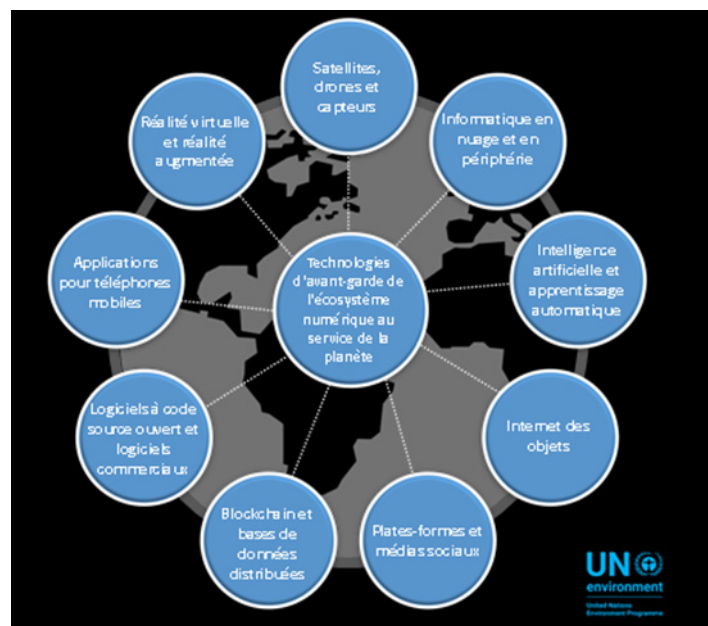 Satellites,
drones et
capteurs
Informatique en
nuage et en
périphérie
Intelligence
artificielle et
apprentissage
automatique
Internet des
objets
Plates-formes et
médias sociaux
Blockchain et
bases de
données
distribuées
Logiciels à code
source ouvert et
logiciels
commerciaux
Applications
pour téléphones
mobiles
Réalité virtuelle
et réalité
augmentée
Technologies
d'avant-garde de
l'écosystème
numérique au
service de la
planète
UN
environment
United Nations
Environment Programme